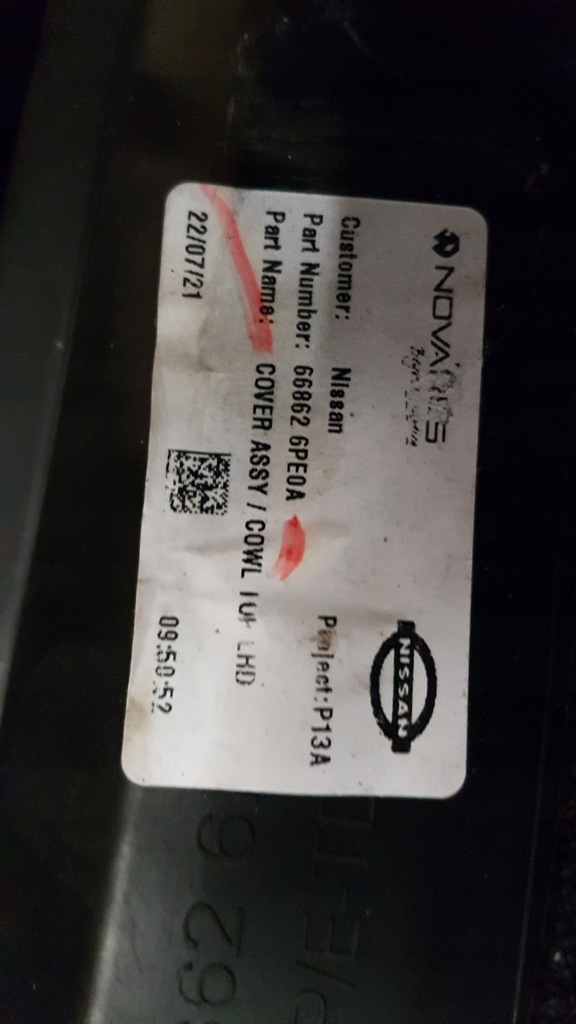 NOVARES
Customer: Nissan
NISSAN
Part Number: 66862 6PE0A Project: P13A
Part Name: COVER ASSY / COWL TOP LHD
22/07/21 09:50:52